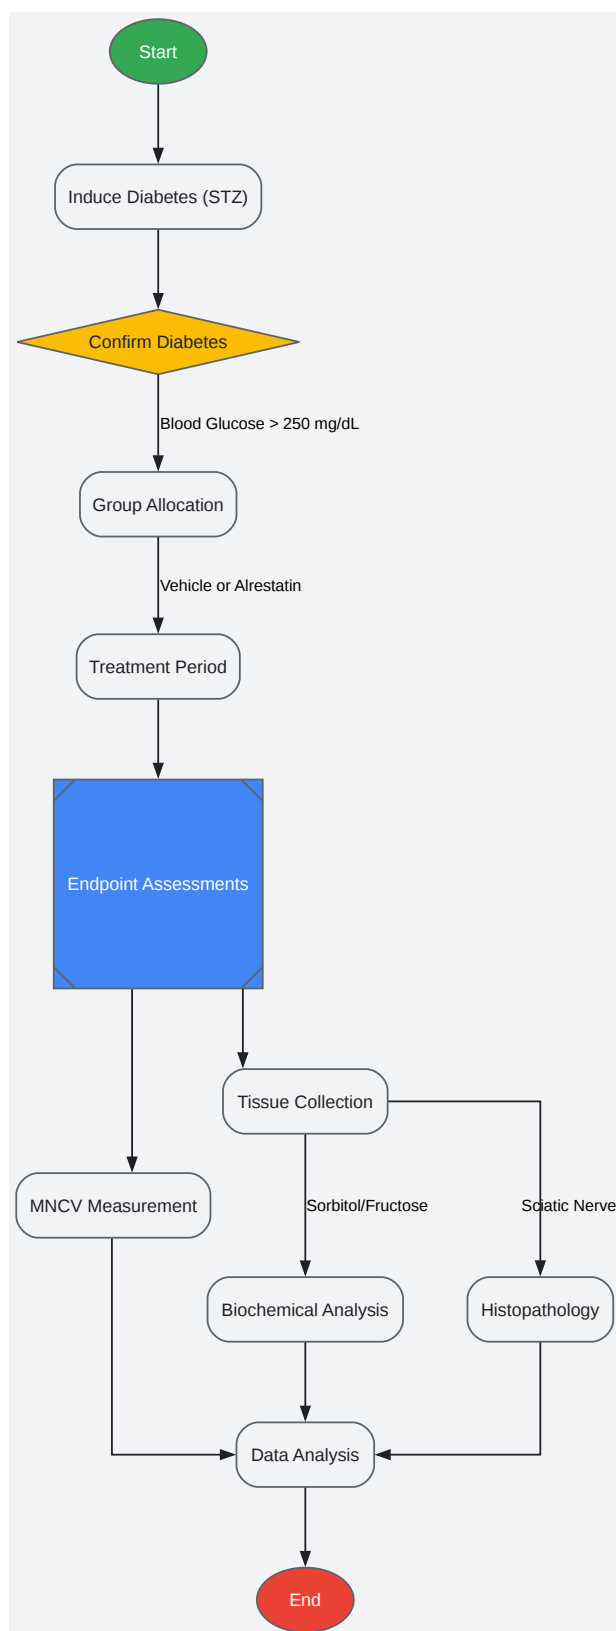 Start
Induce Diabetes (STZ)
Confirm Diabetes
Blood Glucose > 250 mg/dL
Group Allocation
Vehicle or Alrestatin
Treatment Period
Endpoint Assessments
Tissue Collection
MNCV Measurement
Sorbitol/Fructose
Sciatic Nerve
Biochemical Analysis
Histopathology
Data Analysis
End